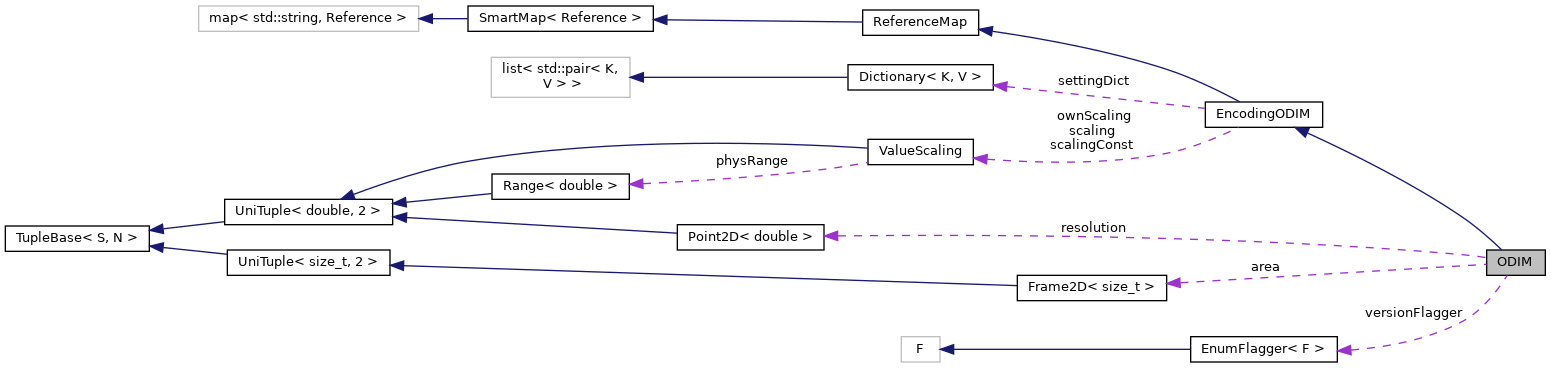 map< std::string, Reference >
SmartMap< Reference >
ReferenceMap
list< std::pair< K,
V > >
Dictionary< K, V >
settingDict
EncodingODIM
ownScaling
scaling
scalingConst
ValueScaling
physRange
Range< double >
UniTuple< double, 2 >
TupleBase< S, N >
Point2D< double >
resolution
UniTuple< size_t, 2 >
ODIM
area
Frame2D< size_t >
versionFlagger
F
EnumFlagger< F >